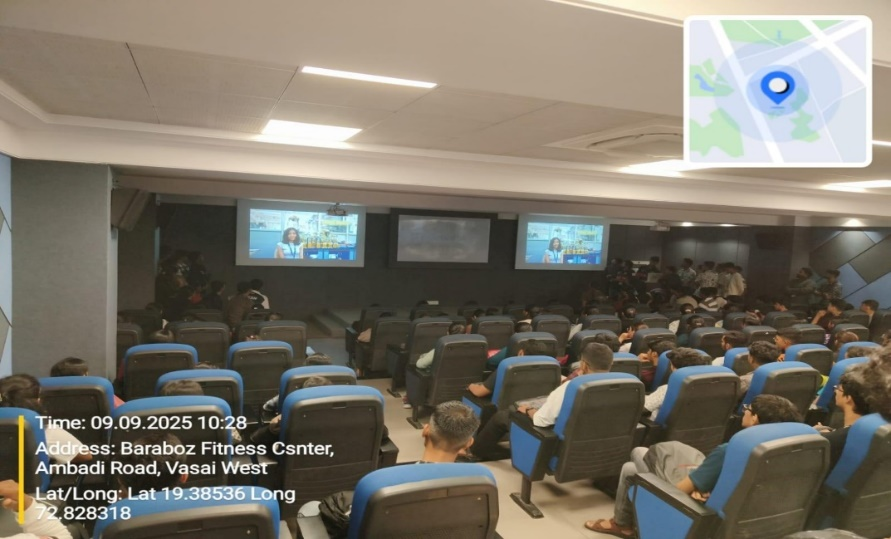 Time: 09.09.2025 10:28
Address: Baraboz Fitness Csnter,
Ambadi Road, Vasai West
Lat/Long: Lat 19.38536 Long
72.828318